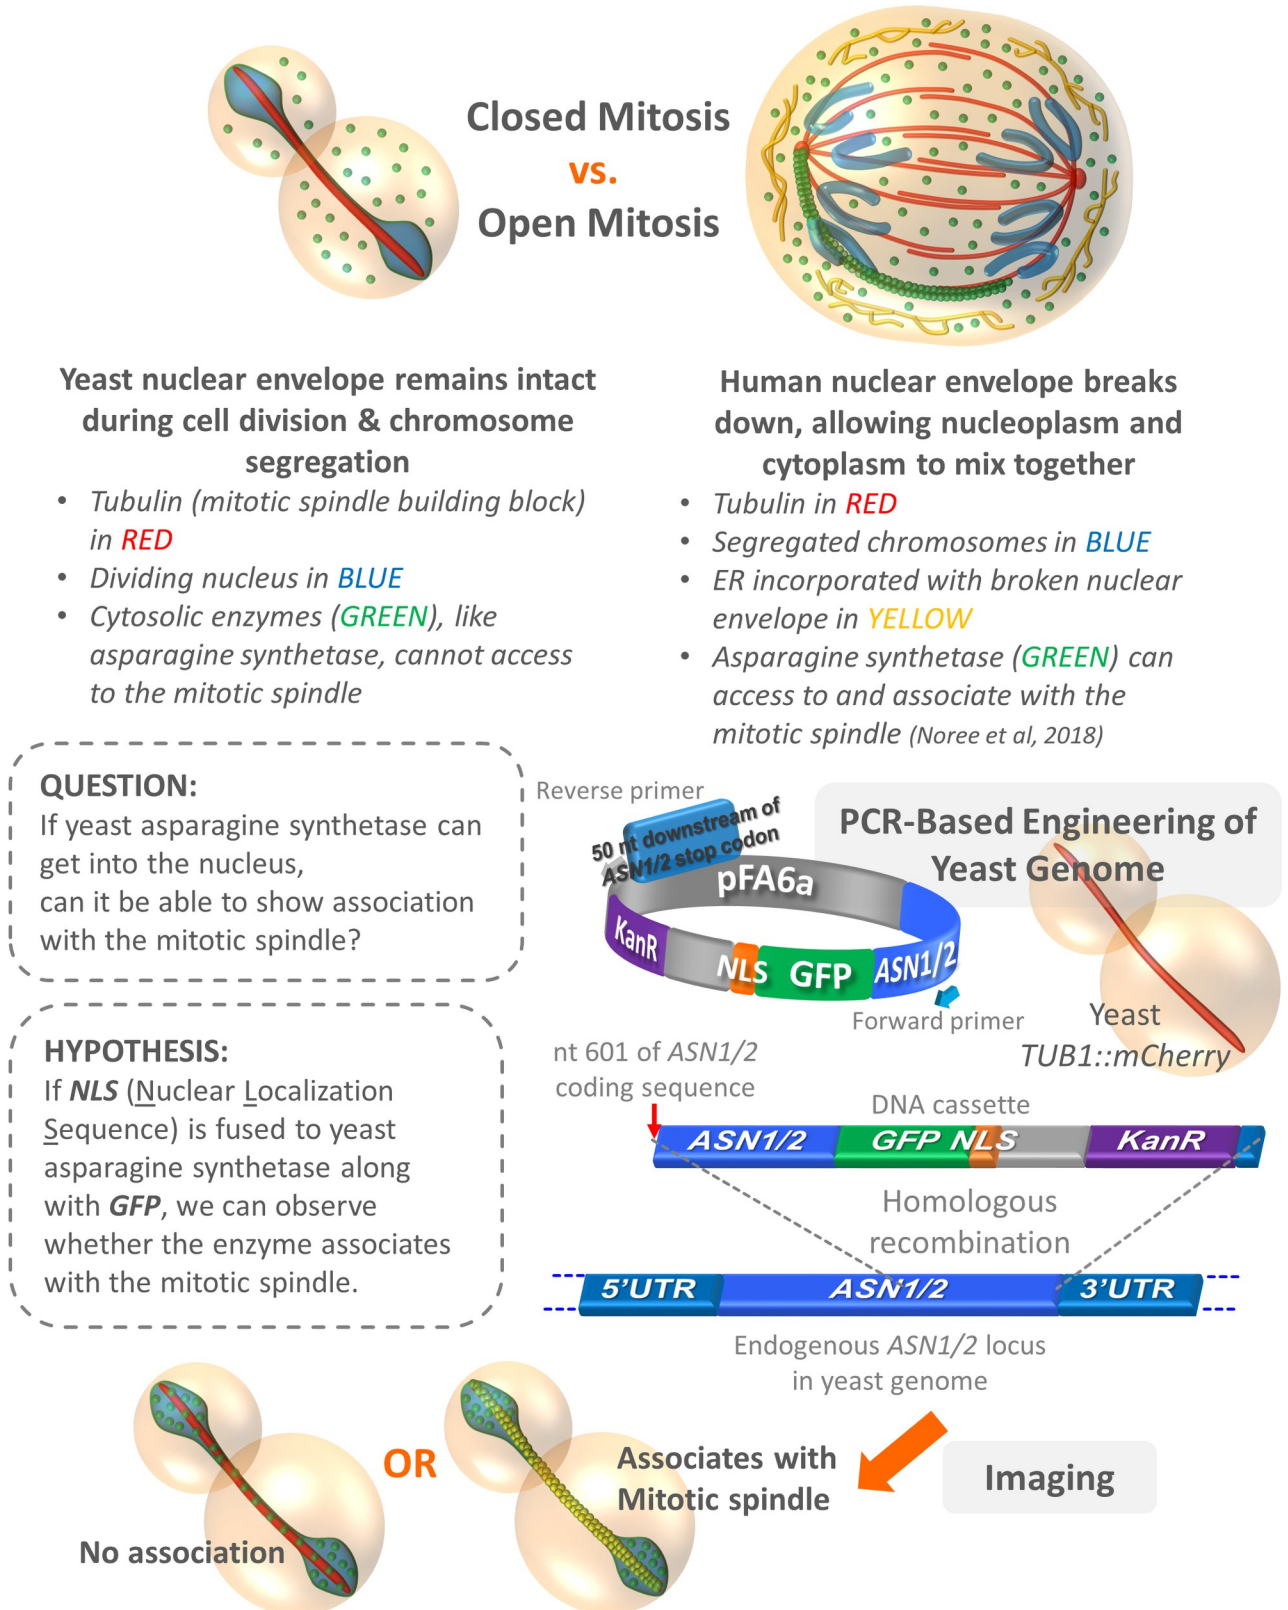 Closed Mitosis
vs.
Open Mitosis
Yeast nuclear envelope remains intact
during cell division & chromosome
segregation
• Tubulin (mitotic spindle building block)
in RED
• Dividing nucleus in BLUE
• Cytosolic enzymes (GREEN), like
asparagine synthetase, cannot access
to the mitotic spindle
Human nuclear envelope breaks
down, allowing nucleoplasm and
cytoplasm to mix together
• Tubulin in RED
• Segregated chromosomes in BLUE
• ER incorporated with broken nuclear
envelope in YELLOW
• Asparagine synthetase (GREEN) can
access to and associate with the
mitotic spindle (Noree et al, 2018)
QUESTION:
If yeast asparagine synthetase can
get into the nucleus,
can it be able to show association
with the mitotic spindle?
HYPOTHESIS:
If NLS (Nuclear Localization
Sequence) is fused to yeast
asparagine synthetase along
with GFP, we can observe
whether the enzyme associates
with the mitotic spindle.
Reverse primer
50 nt downstream of
ASN1/2 stop codon
pFA6a
KanR
NLS
GFP
ASN1/2
Forward primer
PCR-Based Engineering of
Yeast Genome
Yeast
TUB1::mCherry
nt 601 of ASN1/2
coding sequence
DNA cassette
ASN1/2
GFP NLS
KanR
Homologous
recombination
5'UTR
ASN1/2
3'UTR
Endogenous ASN1/2 locus
in yeast genome
Imaging
No association
OR
Associates with
Mitotic spindle